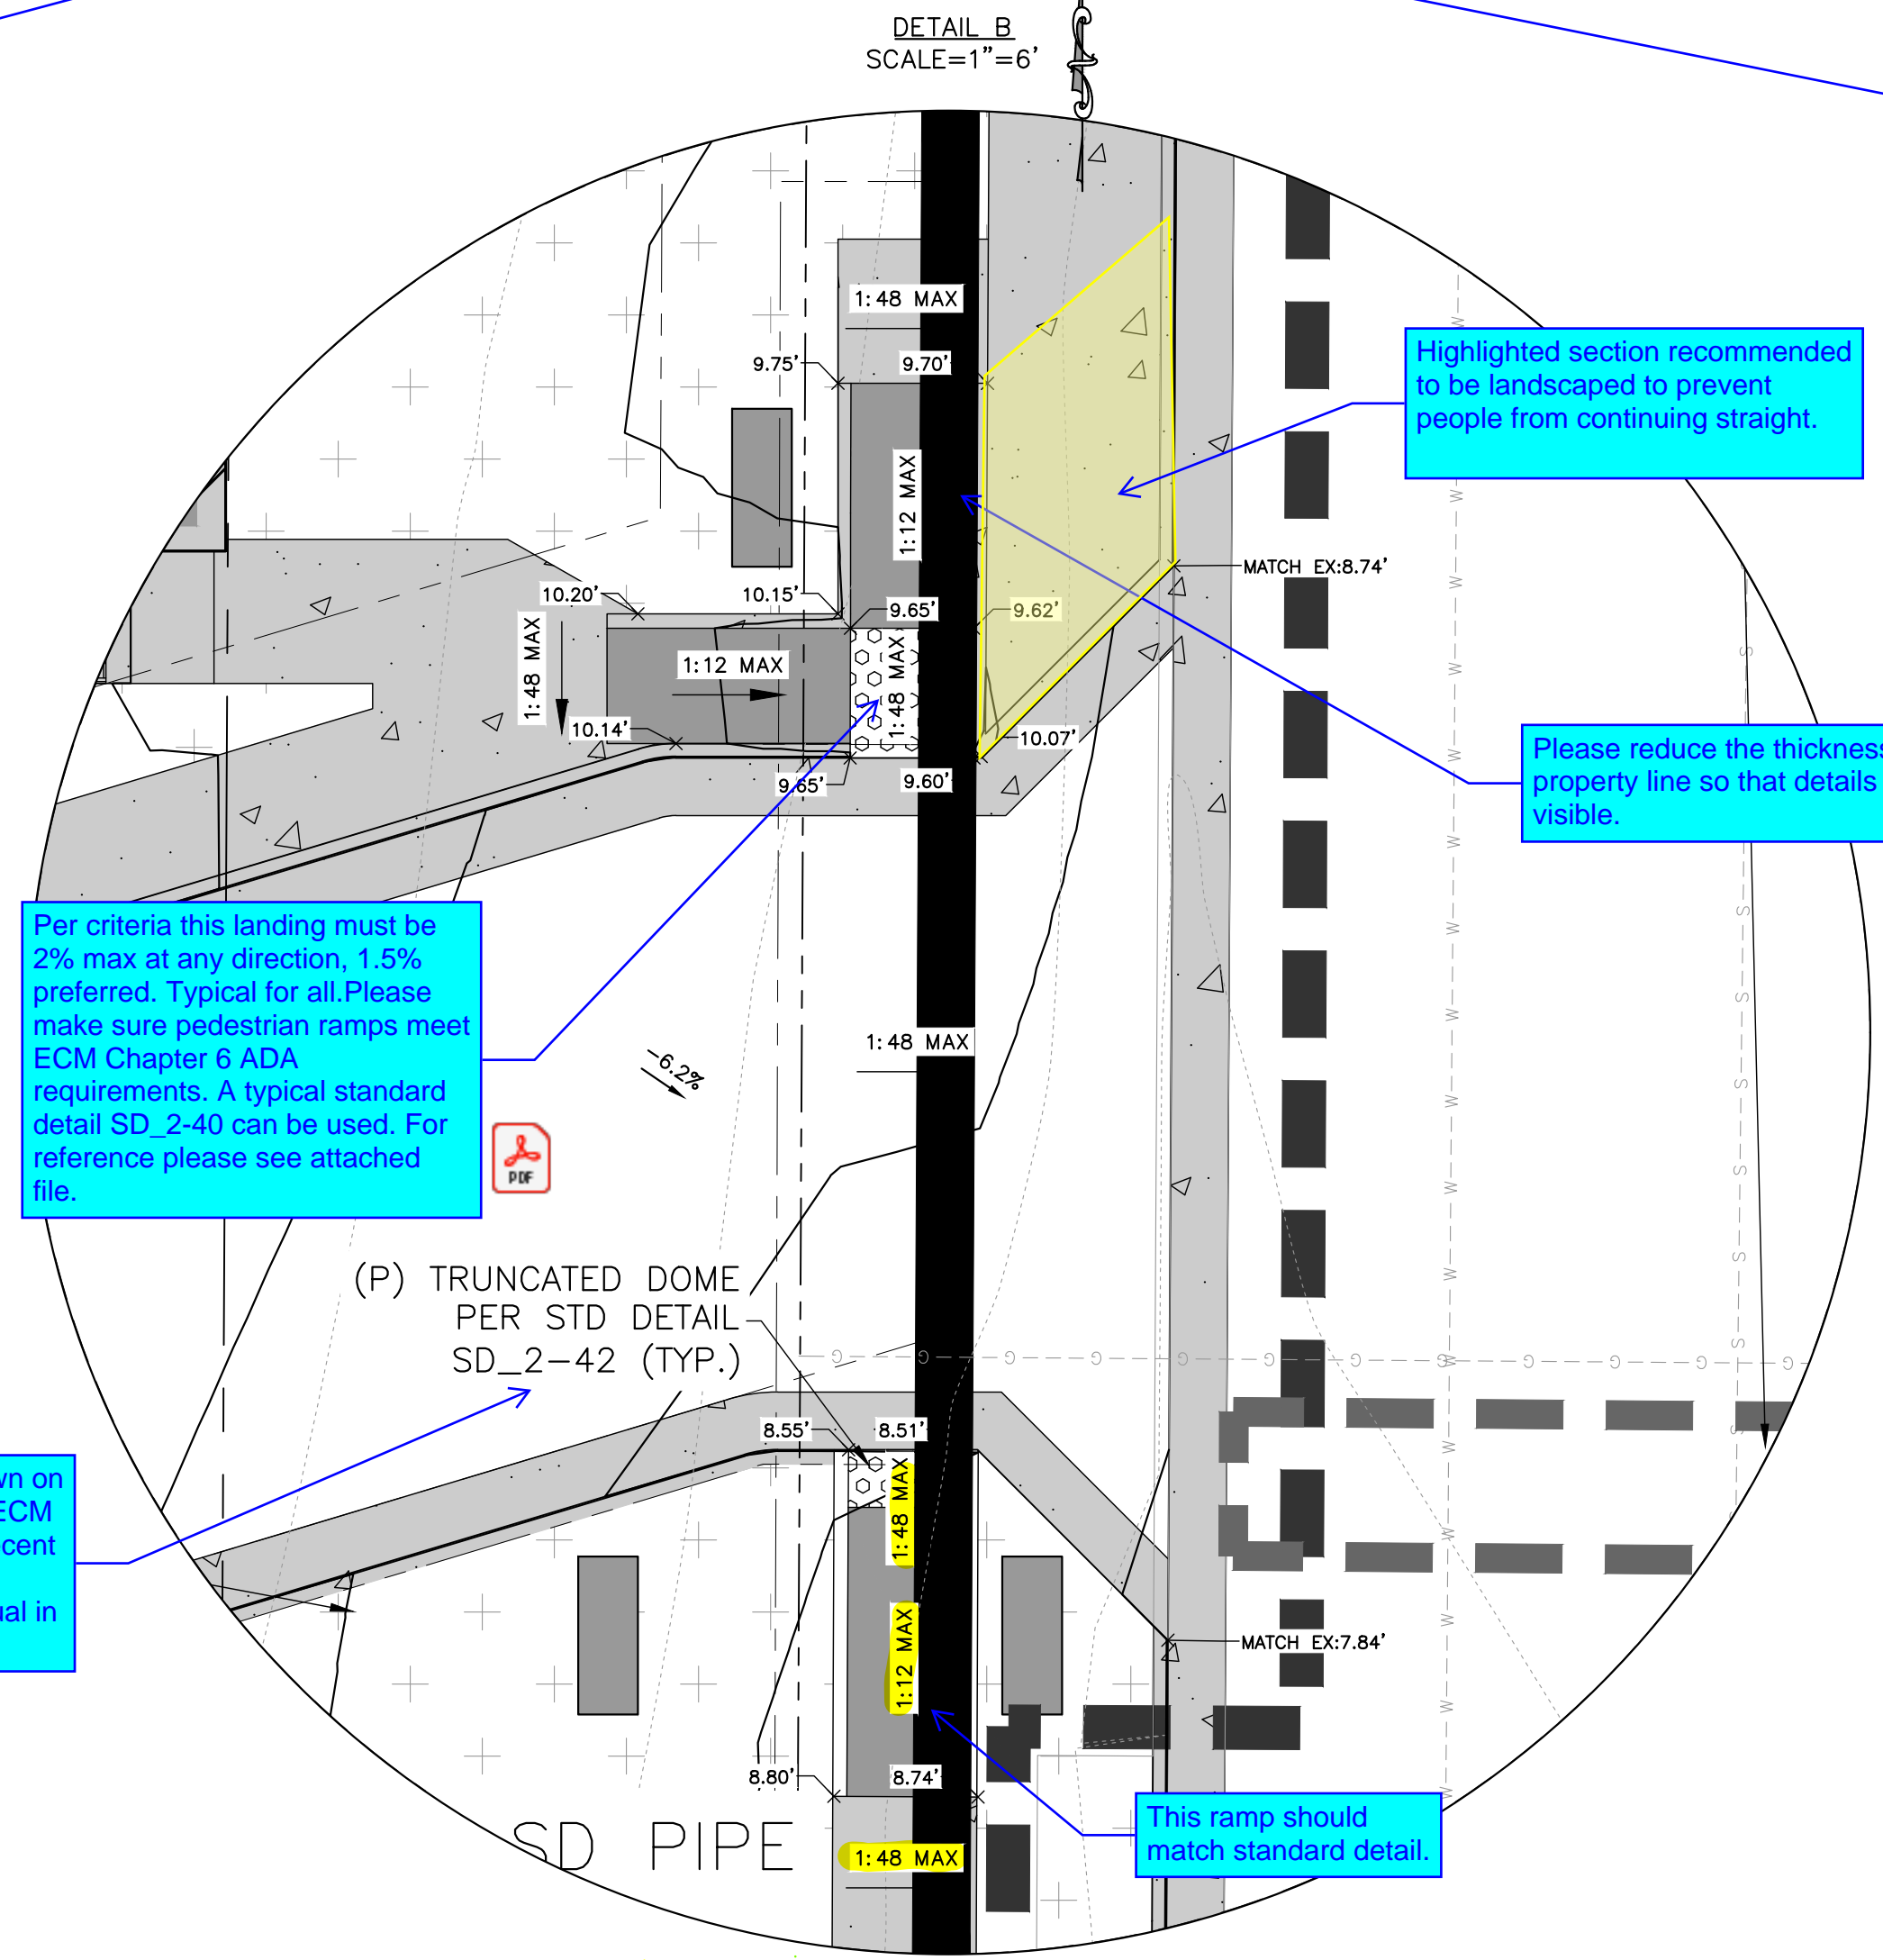 DETAIL B
SCALE=1"=6'
1:48 MAX
9.75'
9.70'
1:12 MAX
Highlighted section recommended
to be landscaped to prevent
people from continuing straight.
MATCH EX:8.74'
10.20'
10.15'
9.65'
9.62'
1:48 MAX
1:12 MAX
1:48 MAX
10.14'
10.07'
9.65'
9.60'
Please reduce the thickness
property line so that details
visible.
Per criteria this landing must be
2% max at any direction, 1.5%
preferred. Typical for all.Please
make sure pedestrian ramps meet
ECM Chapter 6 ADA
requirements. A typical standard
detail SD_2-40 can be used. For
reference please see attached
file.
PDF
-6.2%
1:48 MAX
(P) TRUNCATED DOME
PER STD DETAIL
SD_2-42 (TYP.)
W W W W W W W W W W W
S S S S S S S
G G G G G G G G G G G G
8.55'
8.51'
1:48 MAX
wn on
ECM
ecent
ual in
1:12 MAX
MATCH EX:7.84'
8.80'
8.74'
SD PIPE
1:48 MAX
This ramp should
match standard detail.